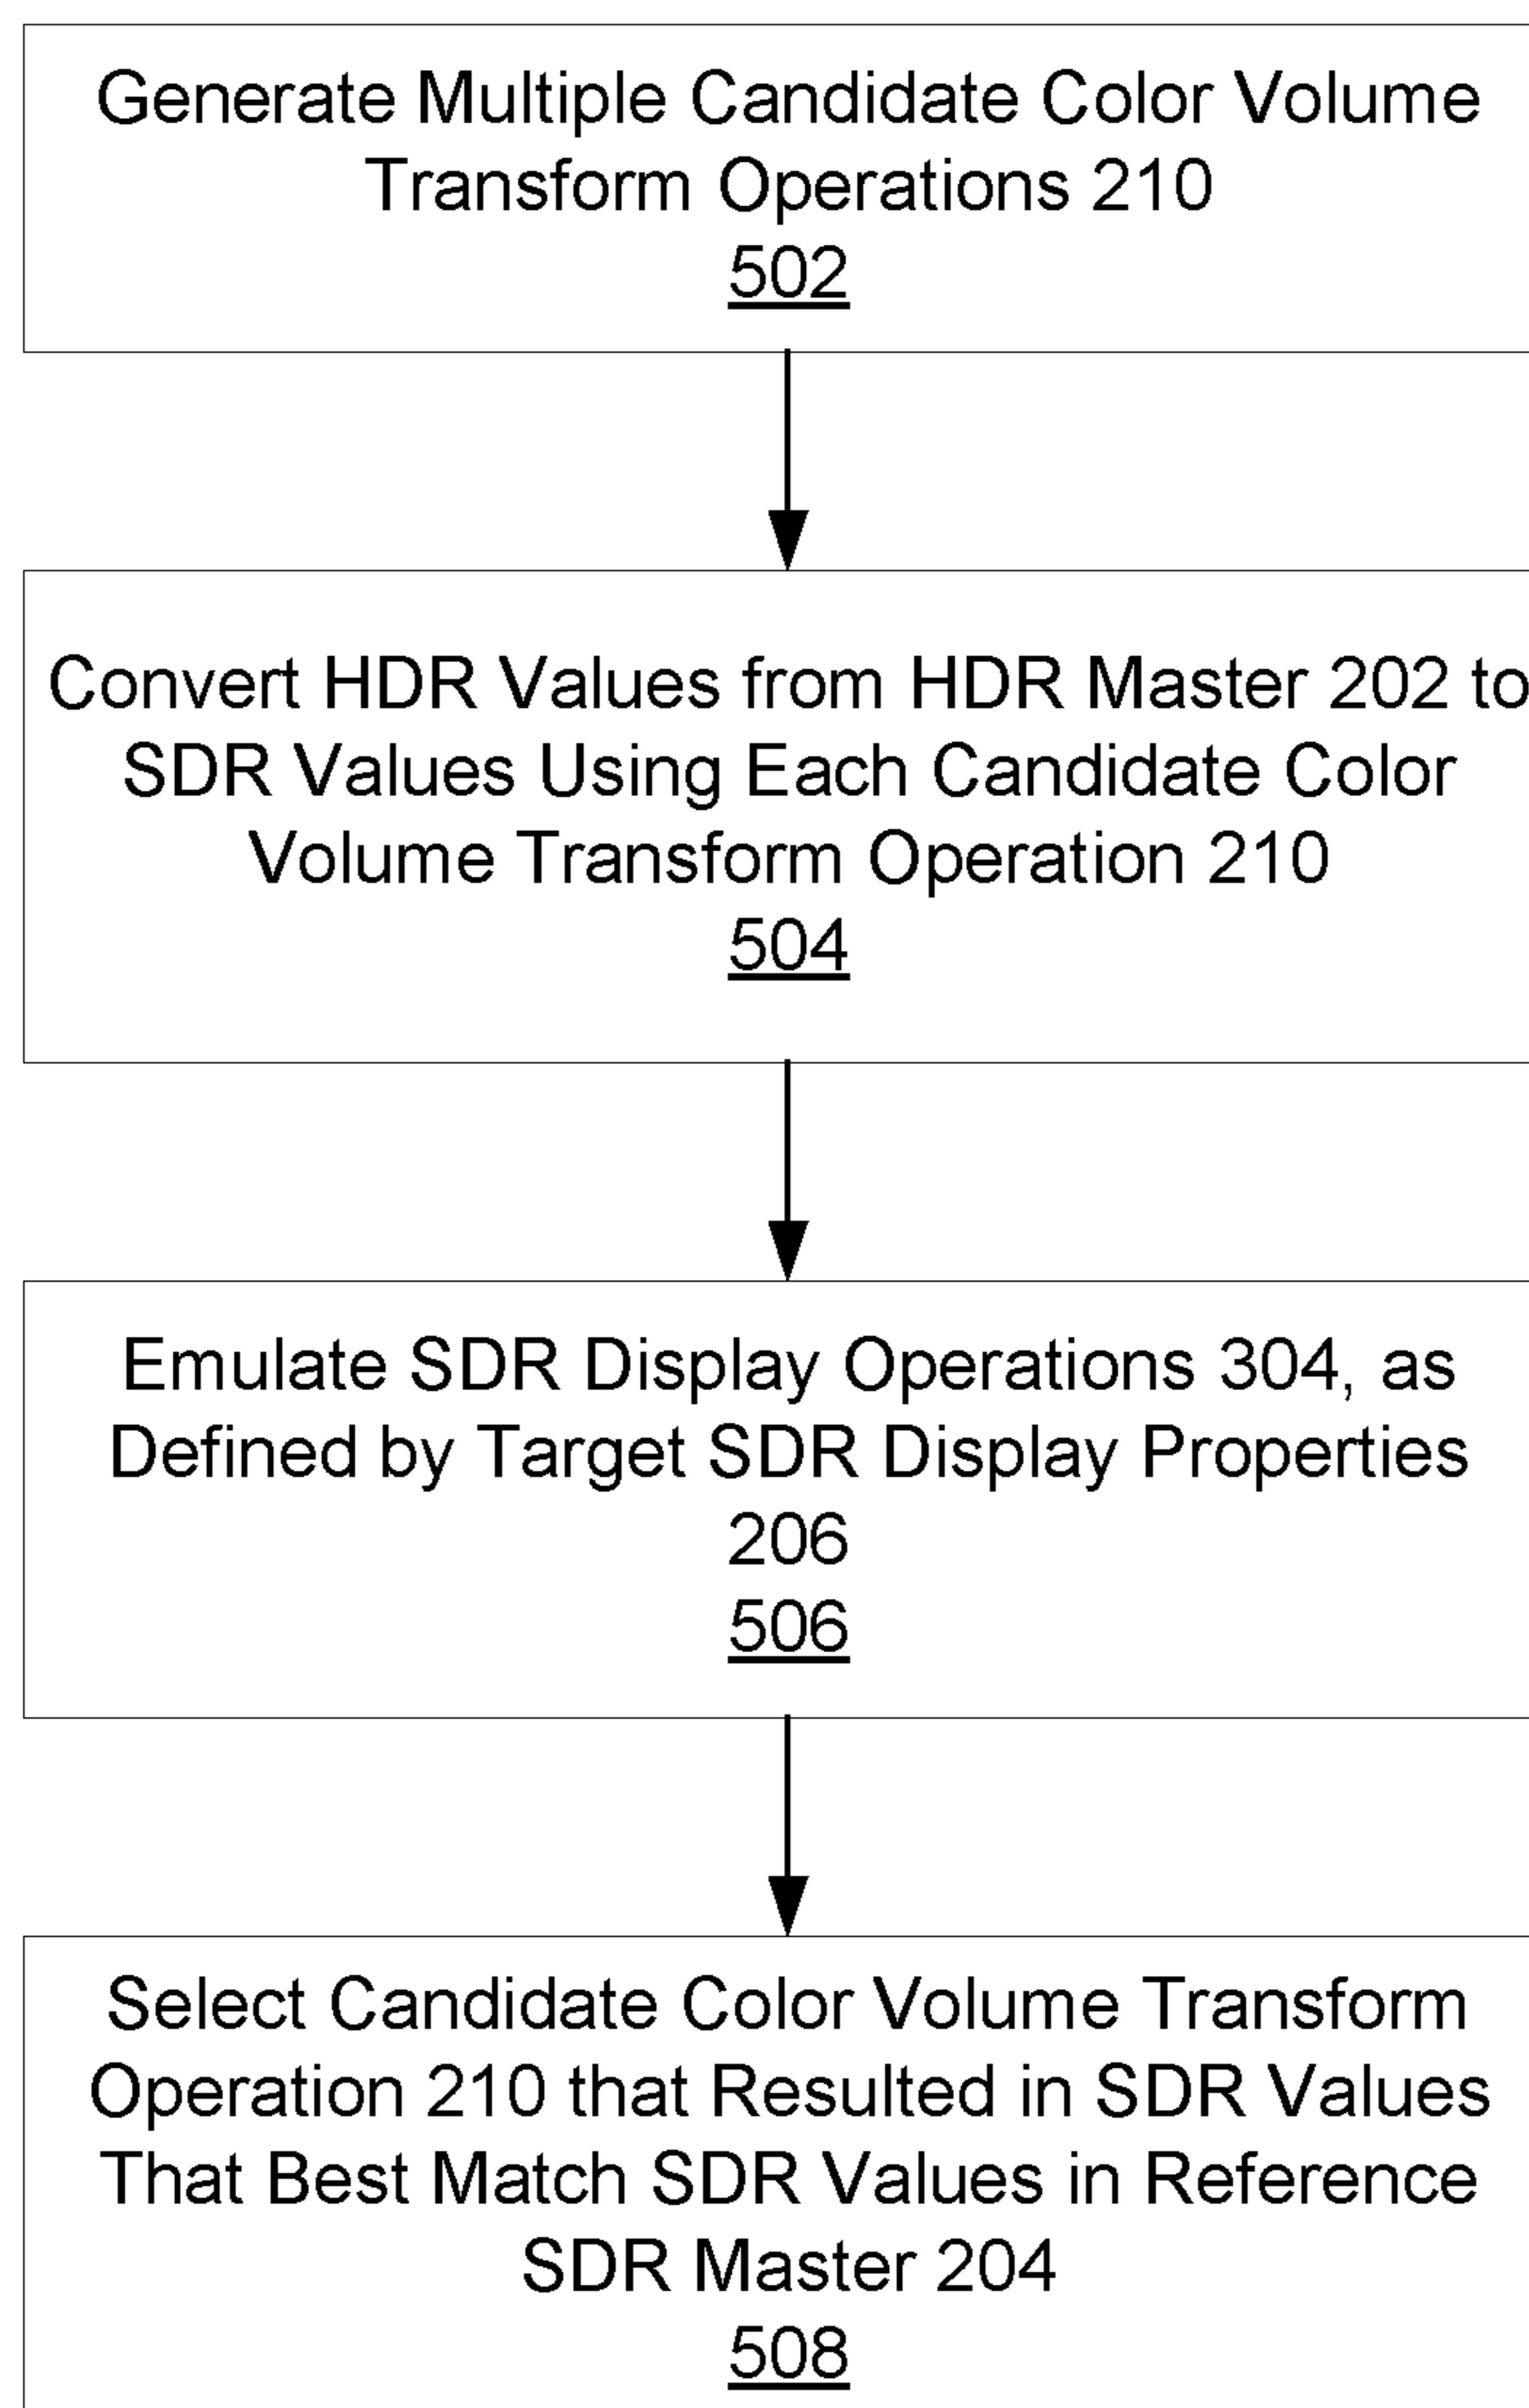 Generate Multiple Candidate Color Volume
Transform Operations 210
502
Convert HDR Values from HDR Master 202 to
SDR Values Using Each Candidate Color
Volume Transform Operation 210
504
Emulate SDR Display Operations 304, as
Defined by Target SDR Display Properties
206
506
Select Candidate Color Volume Transform
Operation 210 that Resulted in SDR Values
That Best Match SDR Values in Reference
SDR Master 204
508